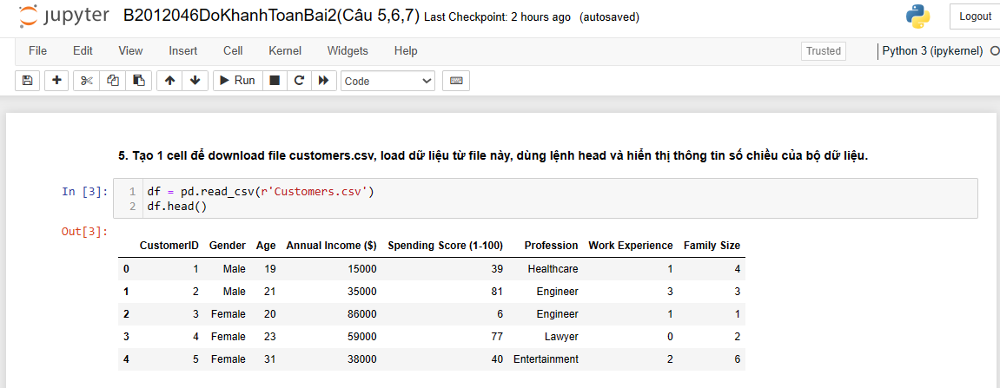 jupyter B2012046DoKhanhToanBai2(Câu 5,6,7) Last Checkpoint: 2 hours ago (autosaved) Logout
File Edit View Insert Cell Kernel Widgets Help Trusted Python 3 (ipykernel)
Run Code
5. Tạo 1 cell để download file customers.csv, load dữ liệu từ file này, dùng lệnh head và hiển thị thông tin số chiều của bộ dữ liệu.
In [3]: 1 df = pd.read_csv(r'Customers.csv')
2 df.head()
Out[3]:
CustomerID Gender Age Annual Income ($) Spending Score (1-100) Profession Work Experience Family Size
0 1 Male 19 15000 39 Healthcare 1 4
1 2 Male 21 35000 81 Engineer 3 3
2 3 Female 20 86000 6 Engineer 1 1
3 4 Female 23 59000 77 Lawyer 0 2
4 5 Female 31 38000 40 Entertainment 2 6